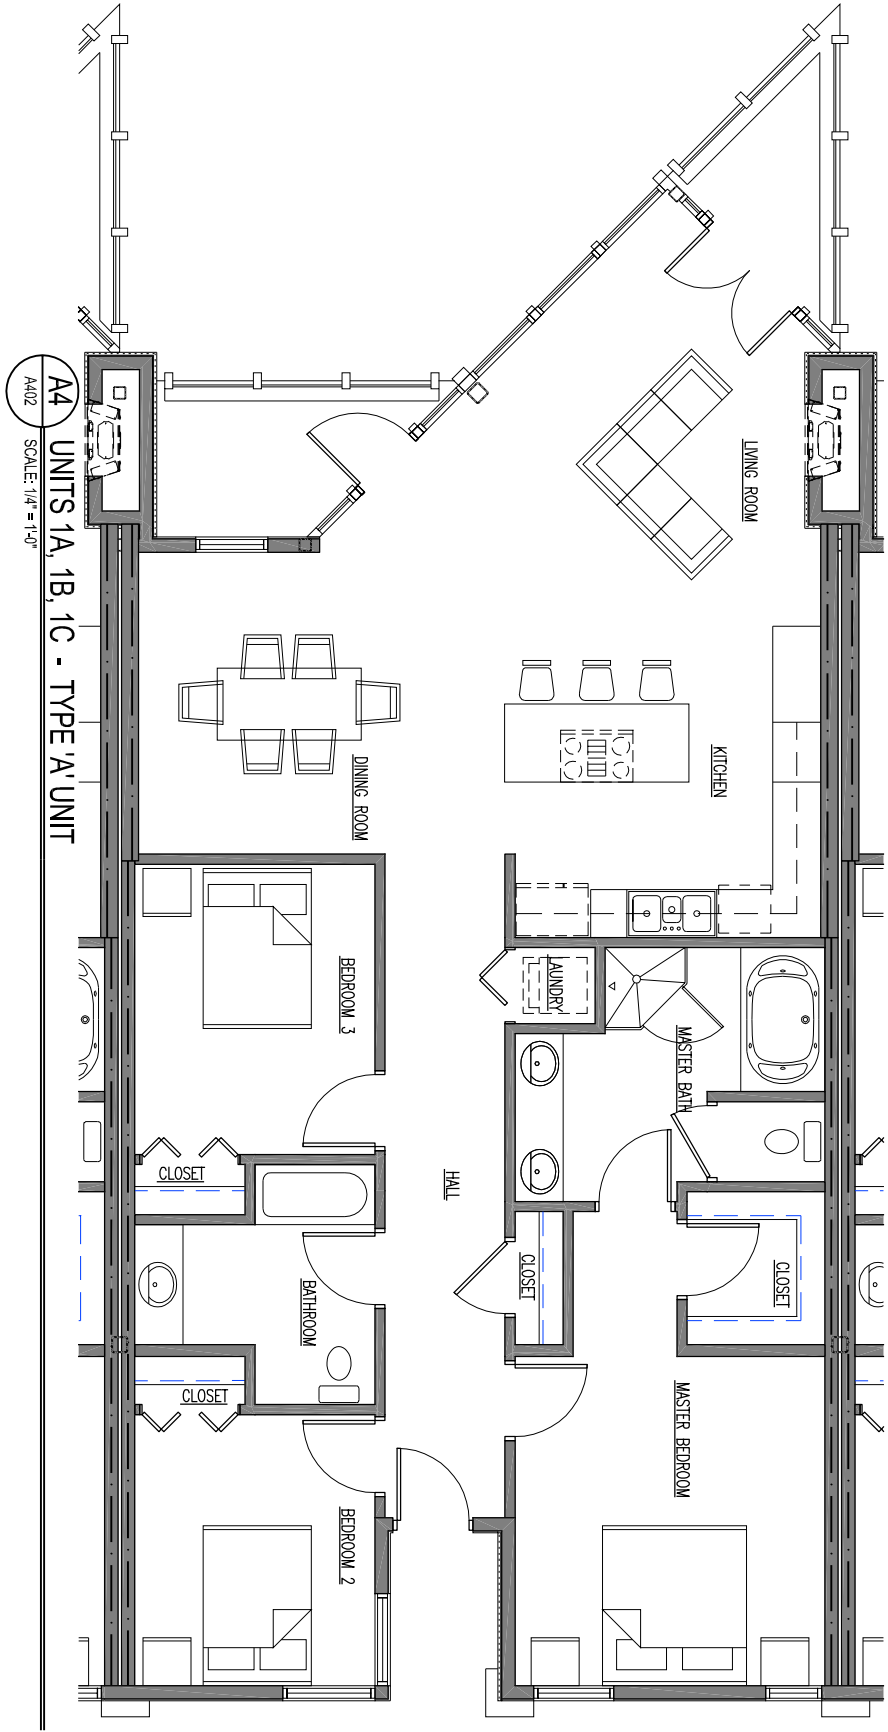 LIVING ROOM
KITCHEN
DINING ROOM
BEDROOM 3
LAUNDRY
MASTER BATH
CLOSET
HALL
CLOSET
CLOSET
BATHROOM
CLOSET
MASTER BEDROOM
BEDROOM 2
A4
A402
UNITS 1A, 1B, 1C - TYPE 'A' UNIT
SCALE: 1/4" = 1'-0"